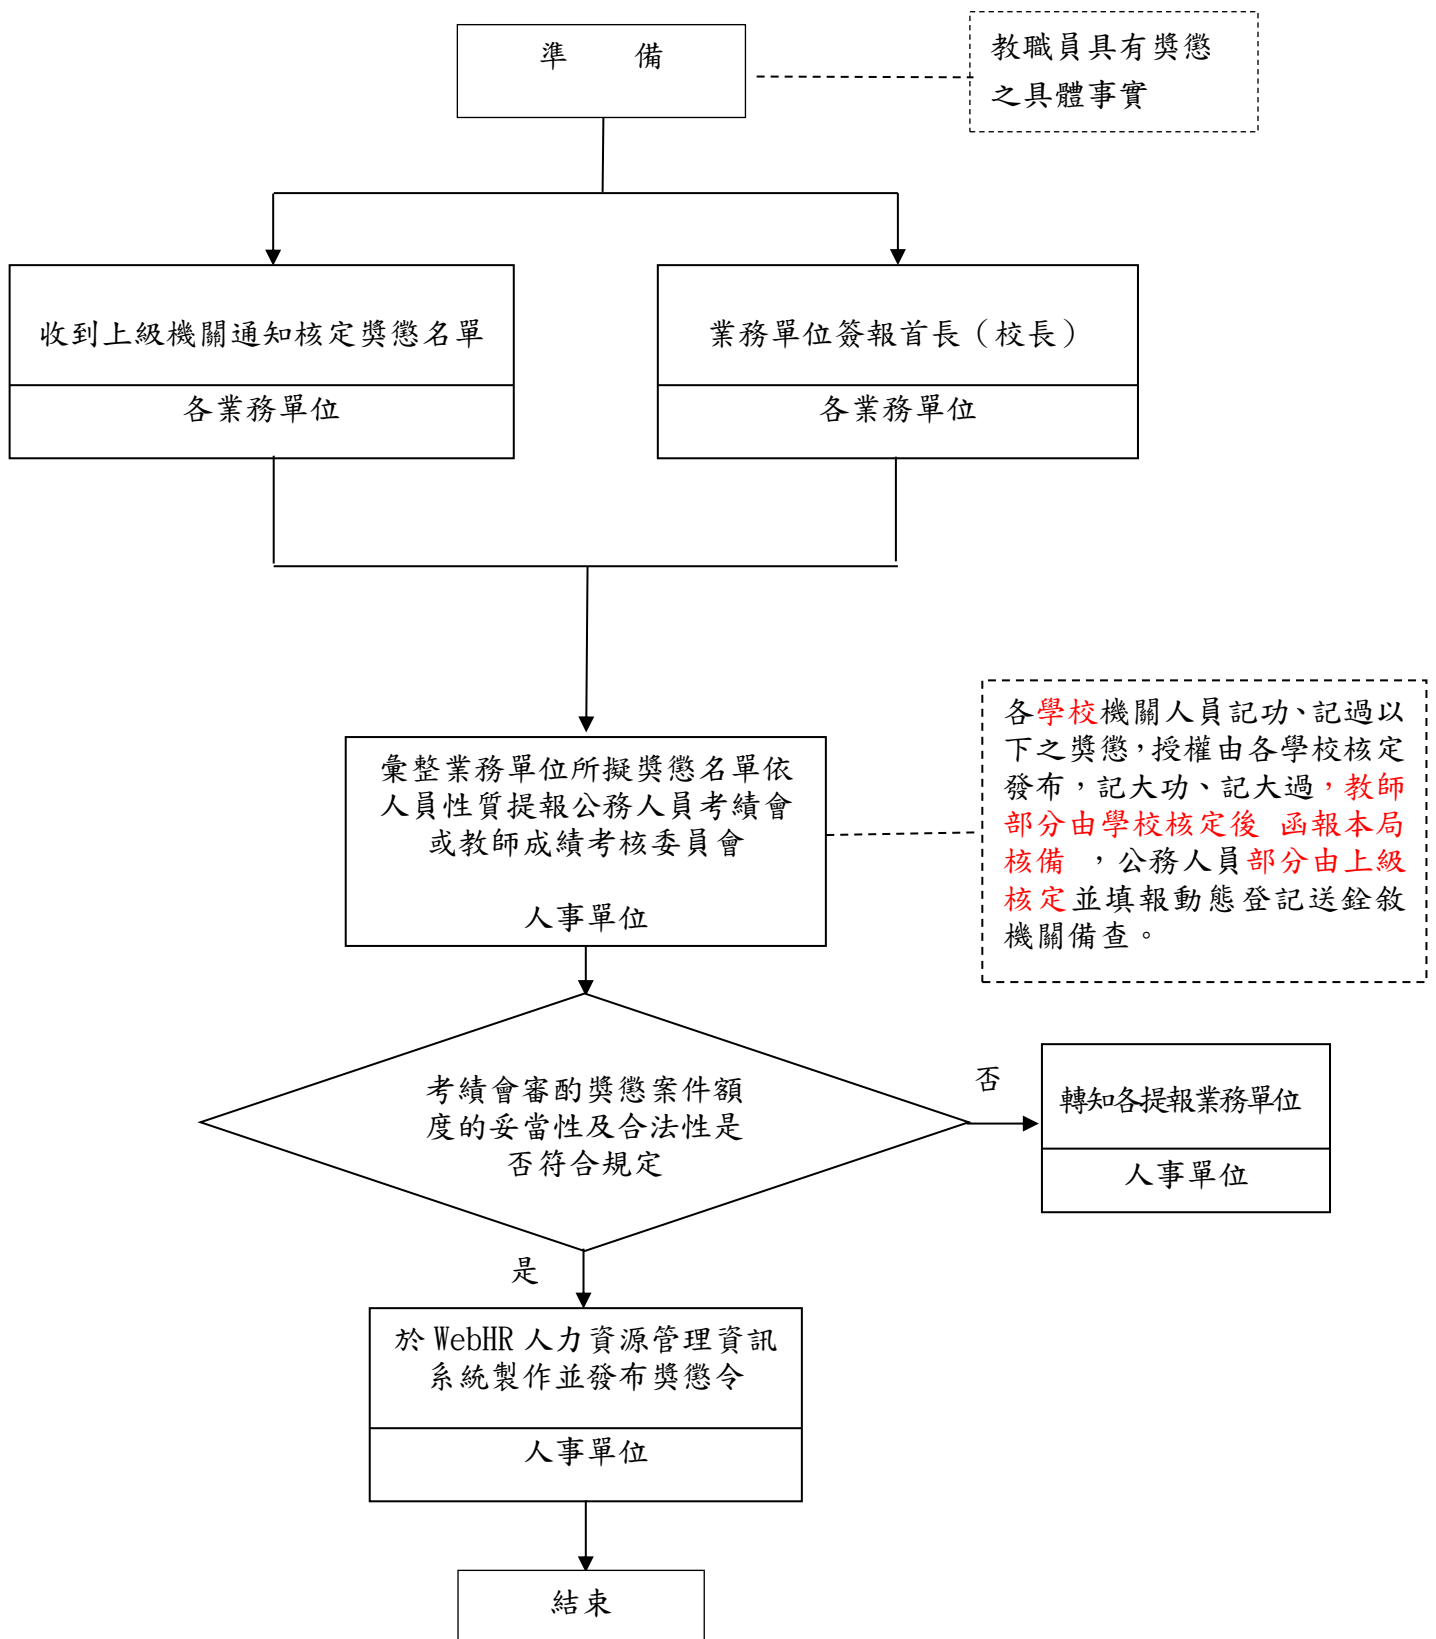 準　　備
教職員具有獎懲
之具體事實
收到上級機關通知核定獎懲名單
各業務單位
業務單位簽報首長（校長）
各業務單位
彙整業務單位所擬獎懲名單依
人員性質提報公務人員考績會
或教師成績考核委員會
人事單位
各學校機關人員記功、記過以
下之獎懲，授權由各學校核定
發布，記大功、記大過，教師
部分由學校核定後 函報本局
核備 ，公務人員部分由上級
核定並填報動態登記送銓敘
機關備查。
考績會審酌獎懲案件額
度的妥當性及合法性是
否符合規定
否
轉知各提報業務單位
人事單位
是
於 WebHR 人力資源管理資訊
系統製作並發布獎懲令
人事單位
結束